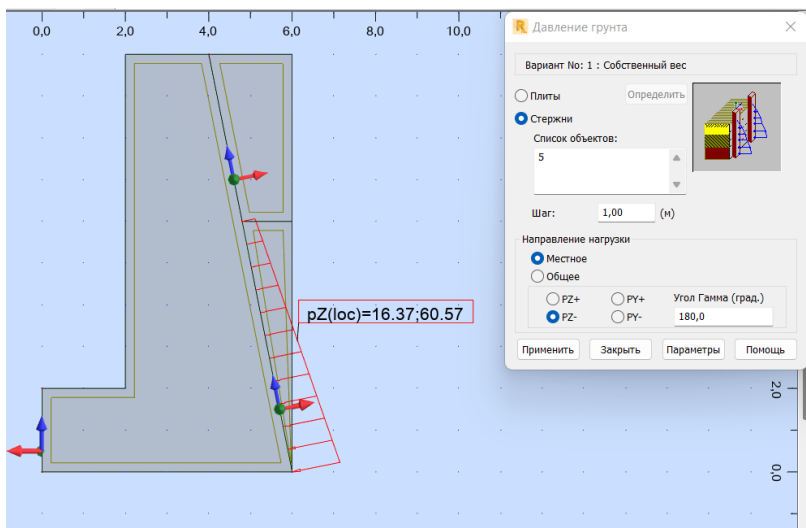 0,0 2,0 4,0 6,0 8,0 10,0
pZ(loc)=16.37;60.57
2,0
0,0
Давление грунта
Вариант No: 1 : Собственный вес
Плиты
Определить
Стержни
Список объектов:
5
Шаг: 1,00 (м)
Направление нагрузки
Местное
Общее
PZ+ PY+ Угол Гамма (град.)
PZ- PY- 180,0
Применить Закрыть Параметры Помощь